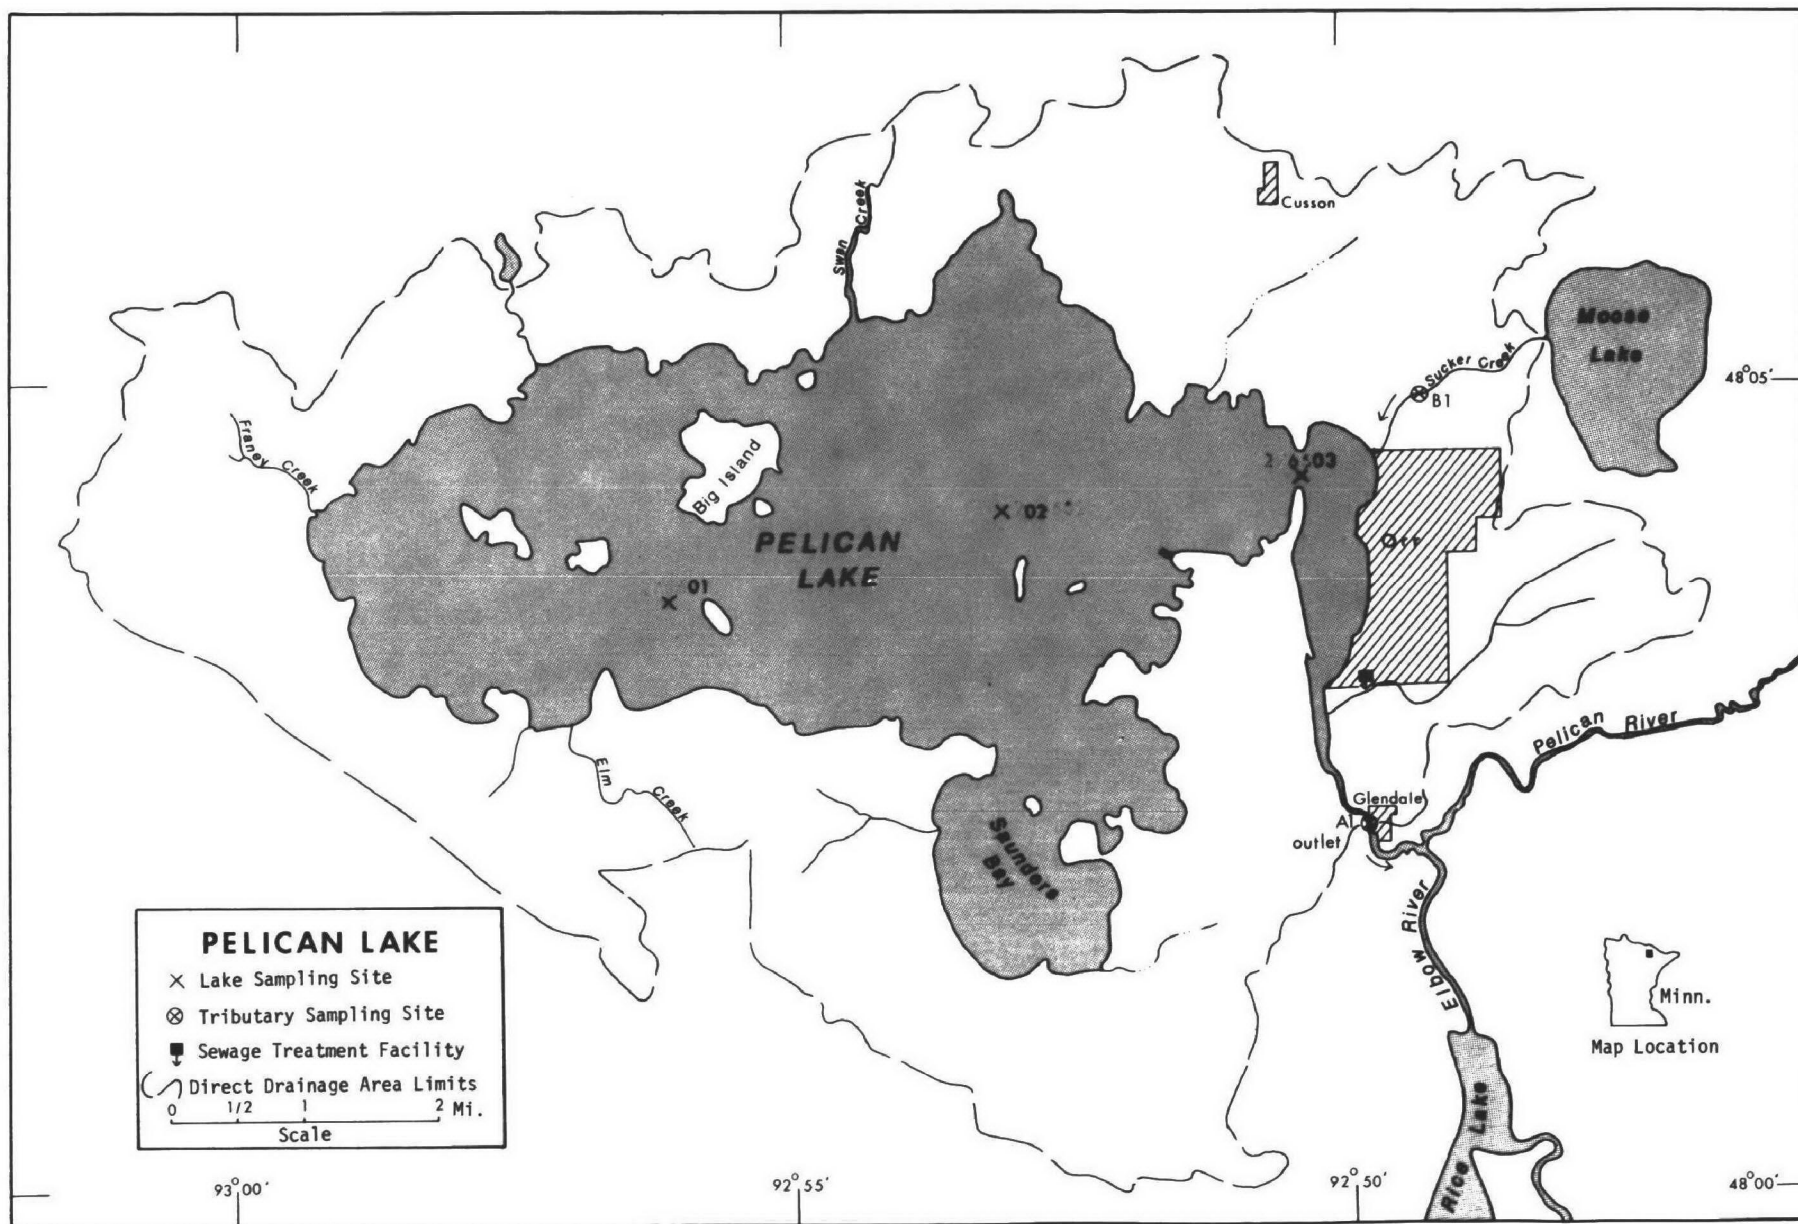 Cusson
Swan Creek
Moose
Lake
Sucker Creek
B1
48°05'
Franey Creek
Big Island
03
02
PELICAN
LAKE
Orr
01
Pelican River
Elm Creek
Glendale
outlet
Saunders
Bay
Elbow River
PELICAN LAKE
Lake Sampling Site
Tributary Sampling Site
Sewage Treatment Facility
Direct Drainage Area Limits
0 1/2 1 2 Mi.
Scale
Minn.
Map Location
Rice Lake
93°00'
92°55'
92°50'
48°00'